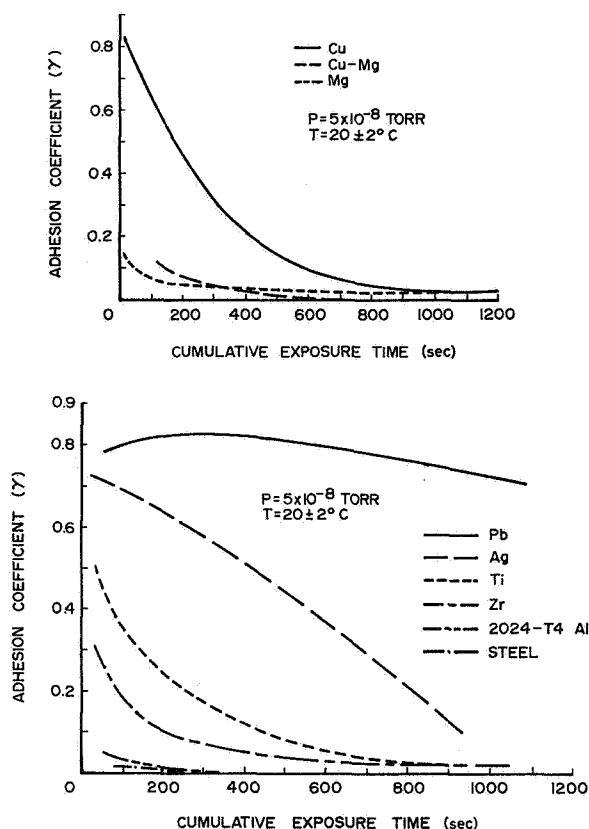 0.8
0.6
0.4
0.2
ADHESION COEFFICIENT (γ)
Cu
Cu-Mg
Mg
P=5x10-8 TORR
T=20±2°C
0 200 400 600 800 1000 1200
CUMULATIVE EXPOSURE TIME (sec)
0.9
0.8
0.6
0.4
0.2
ADHESION COEFFICIENT (γ)
P=5x10-8 TORR
T=20±2°C
Pb
Ag
Ti
Zr
2024-T4 Al
STEEL
0 200 400 600 800 1000 1200
CUMULATIVE EXPOSURE TIME (sec)